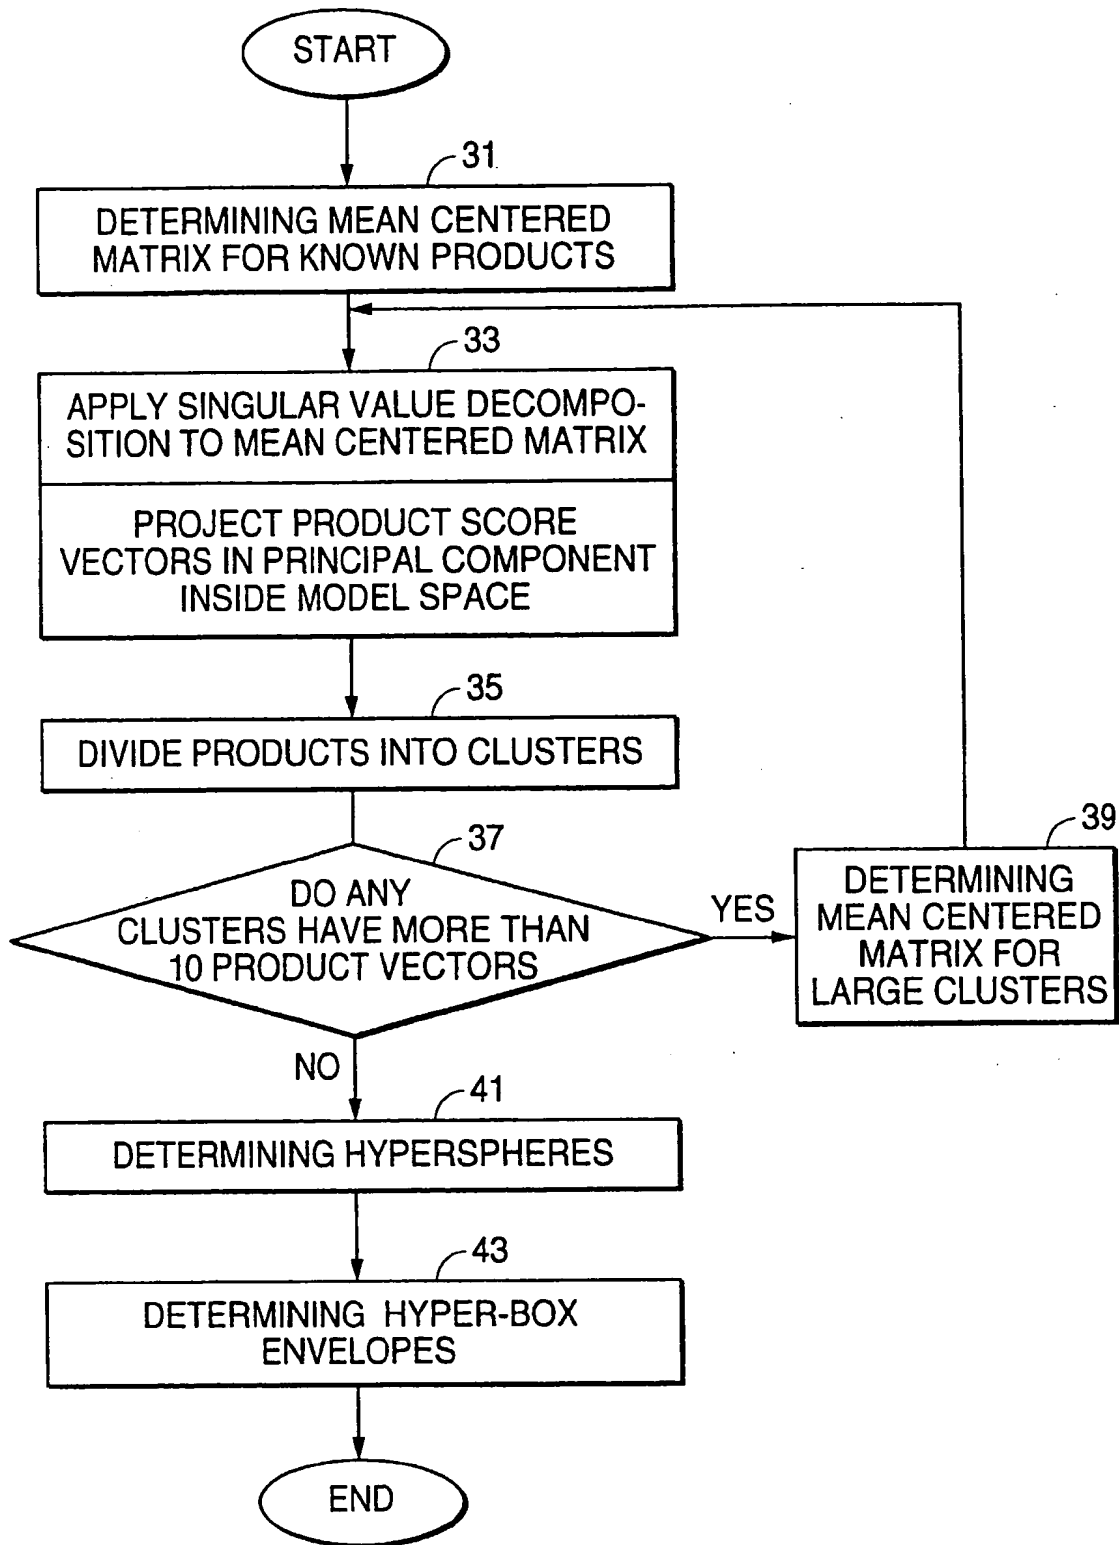 START
31
DETERMINING MEAN CENTERED
MATRIX FOR KNOWN PRODUCTS
33
APPLY SINGULAR VALUE DECOMPO-
SITION TO MEAN CENTERED MATRIX
PROJECT PRODUCT SCORE
VECTORS IN PRINCIPAL COMPONENT
INSIDE MODEL SPACE
35
DIVIDE PRODUCTS INTO CLUSTERS
37
DO ANY
CLUSTERS HAVE MORE THAN
10 PRODUCT VECTORS
YES
39
DETERMINING
MEAN CENTERED
MATRIX FOR
LARGE CLUSTERS
NO
41
DETERMINING HYPERSPHERES
43
DETERMINING HYPER-BOX
ENVELOPES
END